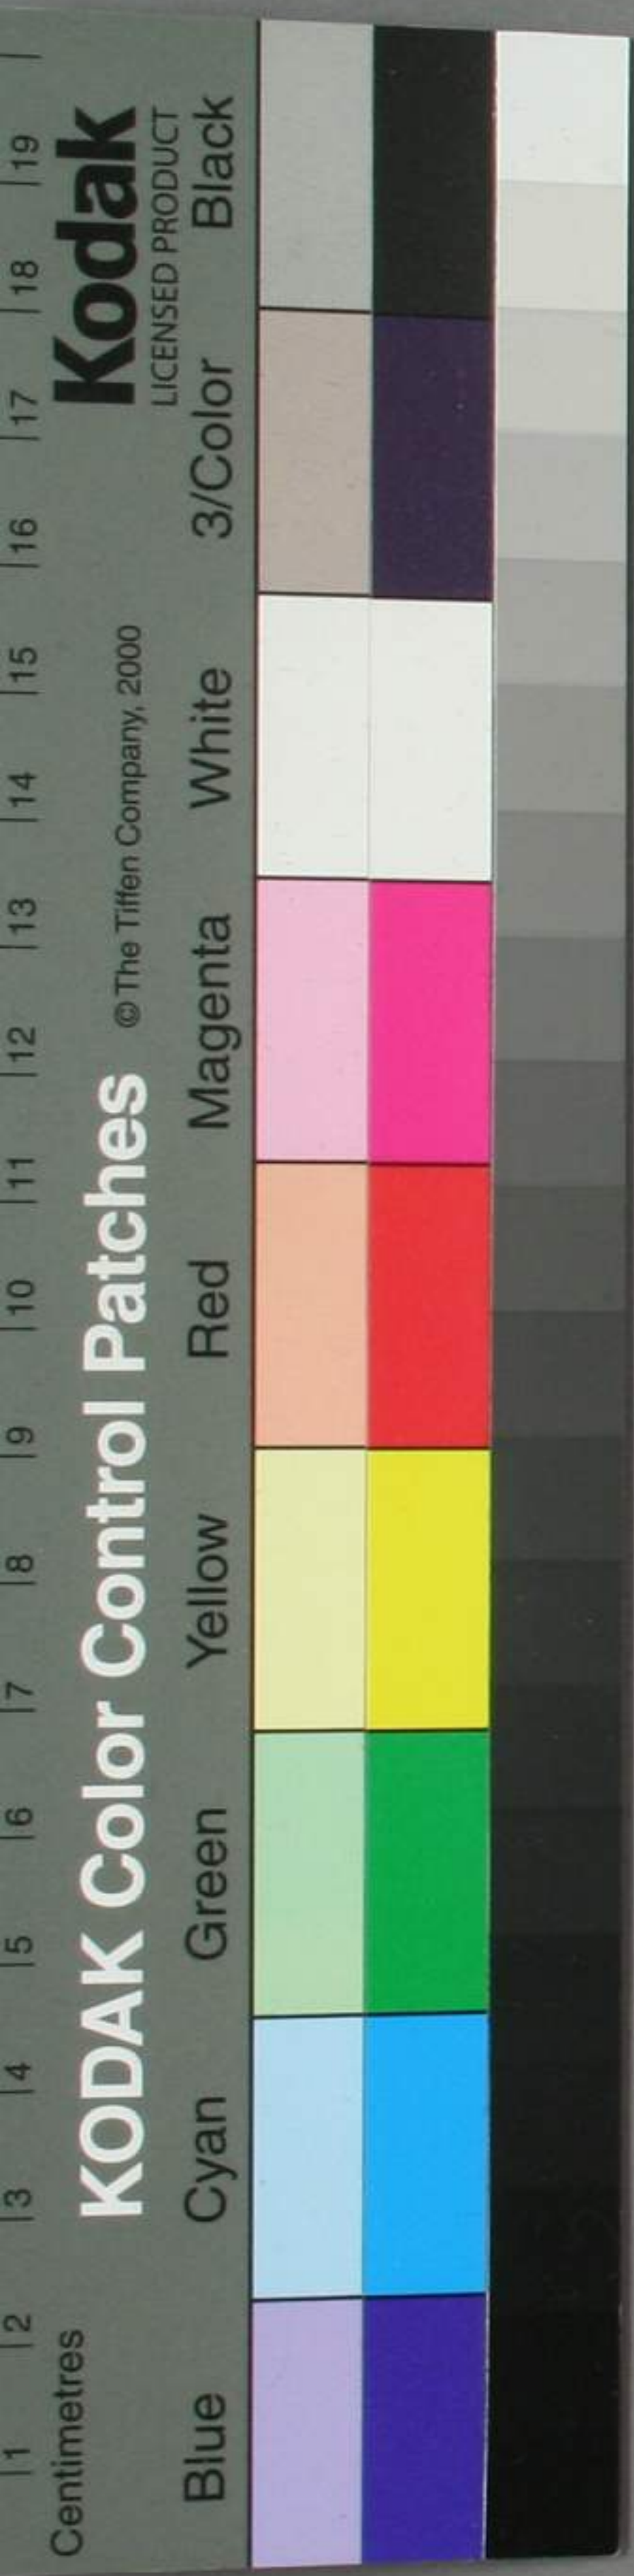 1 2 3 4 5 6 7 8 9 10 11 12 13 14 15 16 17 18 19
Centimetres
KODAK Color Control Patches © The Tiffen Company, 2000 Kodak
LICENSED PRODUCT
Blue Cyan Green Yellow Red Magenta White 3/Color Black